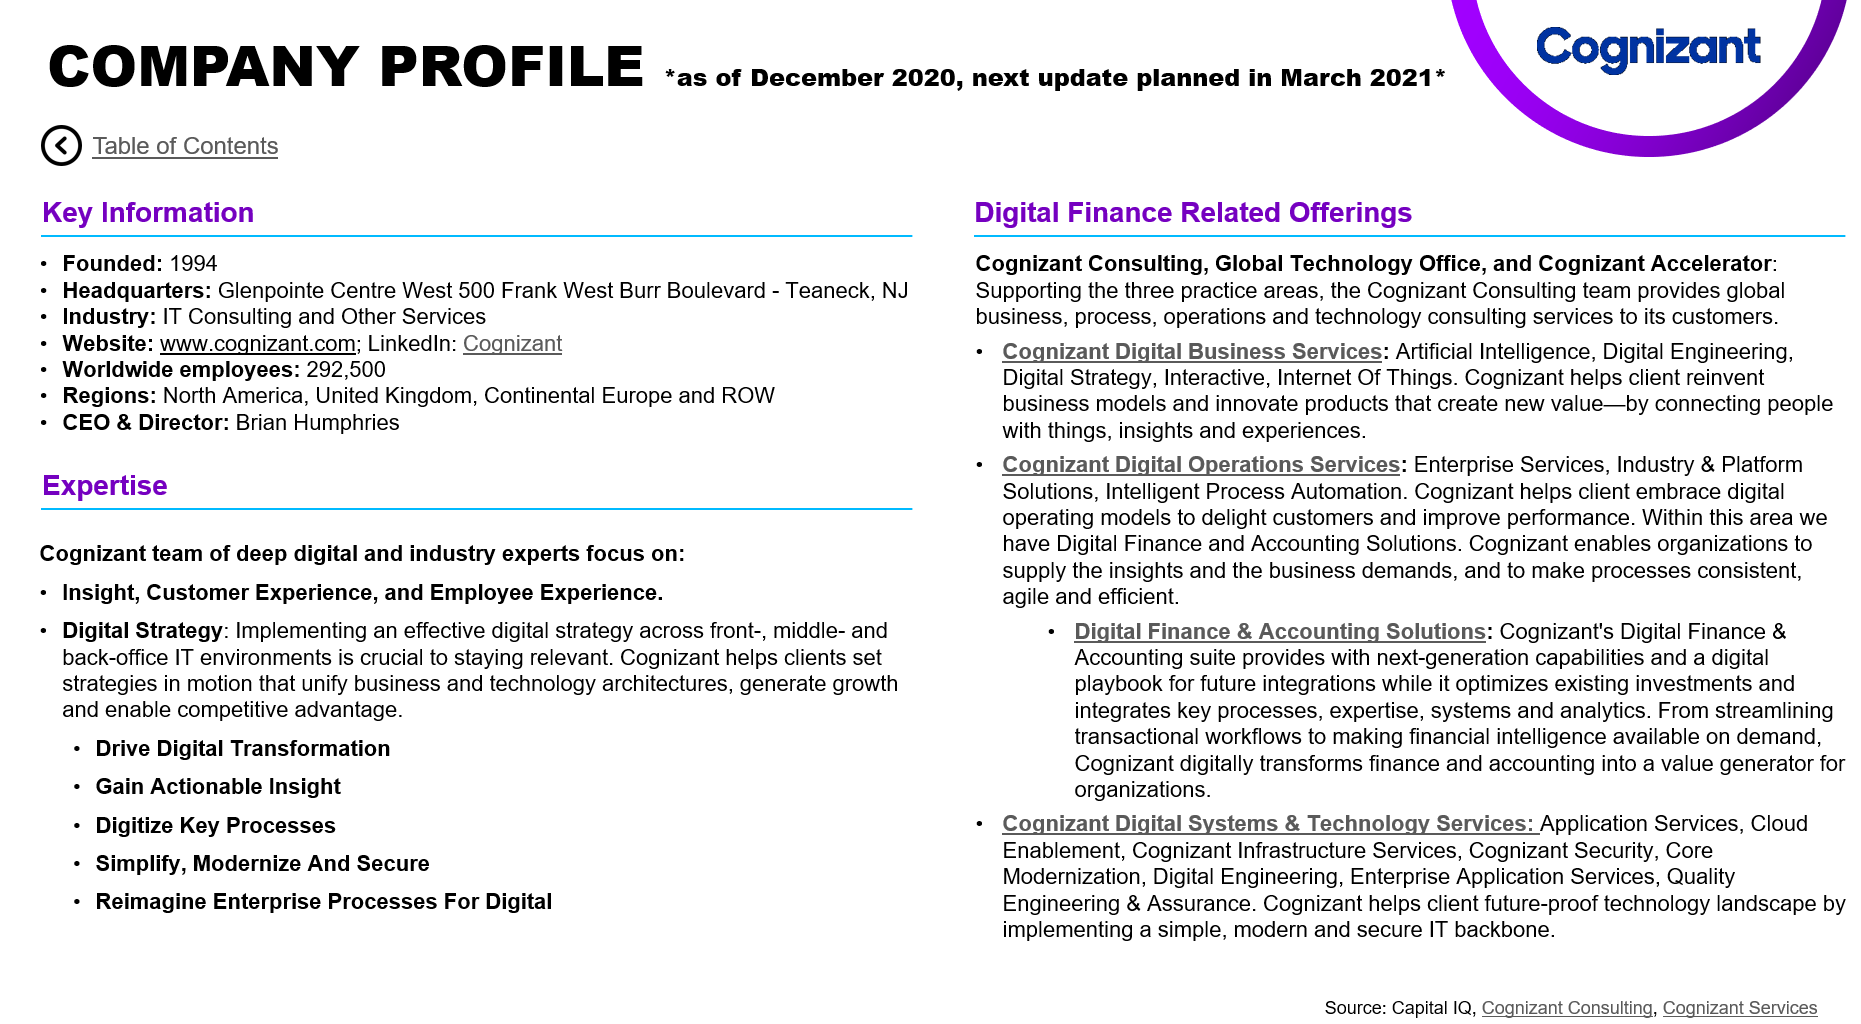 COMPANY PROFILE *as of December 2020, next update planned in March 2021*
Cognizant
Table of Contents
Key Information
• Founded: 1994
• Headquarters: Glenpointe Centre West 500 Frank West Burr Boulevard - Teaneck, NJ
• Industry: IT Consulting and Other Services
• Website: www.cognizant.com; LinkedIn: Cognizant
• Worldwide employees: 292,500
• Regions: North America, United Kingdom, Continental Europe and ROW
• CEO & Director: Brian Humphries
Expertise
Cognizant team of deep digital and industry experts focus on:
• Insight, Customer Experience, and Employee Experience.
• Digital Strategy: Implementing an effective digital strategy across front-, middle- and
back-office IT environments is crucial to staying relevant. Cognizant helps clients set
strategies in motion that unify business and technology architectures, generate growth
and enable competitive advantage.
• Drive Digital Transformation
• Gain Actionable Insight
• Digitize Key Processes
• Simplify, Modernize And Secure
• Reimagine Enterprise Processes For Digital
Digital Finance Related Offerings
Cognizant Consulting, Global Technology Office, and Cognizant Accelerator:
Supporting the three practice areas, the Cognizant Consulting team provides global
business, process, operations and technology consulting services to its customers.
• Cognizant Digital Business Services: Artificial Intelligence, Digital Engineering,
Digital Strategy, Interactive, Internet Of Things. Cognizant helps client reinvent
business models and innovate products that create new value—by connecting people
with things, insights and experiences.
• Cognizant Digital Operations Services: Enterprise Services, Industry & Platform
Solutions, Intelligent Process Automation. Cognizant helps client embrace digital
operating models to delight customers and improve performance. Within this area we
have Digital Finance and Accounting Solutions. Cognizant enables organizations to
supply the insights and the business demands, and to make processes consistent,
agile and efficient.
• Digital Finance & Accounting Solutions: Cognizant's Digital Finance &
Accounting suite provides with next-generation capabilities and a digital
playbook for future integrations while it optimizes existing investments and
integrates key processes, expertise, systems and analytics. From streamlining
transactional workflows to making financial intelligence available on demand,
Cognizant digitally transforms finance and accounting into a value generator for
organizations.
• Cognizant Digital Systems & Technology Services: Application Services, Cloud
Enablement, Cognizant Infrastructure Services, Cognizant Security, Core
Modernization, Digital Engineering, Enterprise Application Services, Quality
Engineering & Assurance. Cognizant helps client future-proof technology landscape by
implementing a simple, modern and secure IT backbone.
Source: Capital IQ, Cognizant Consulting, Cognizant Services